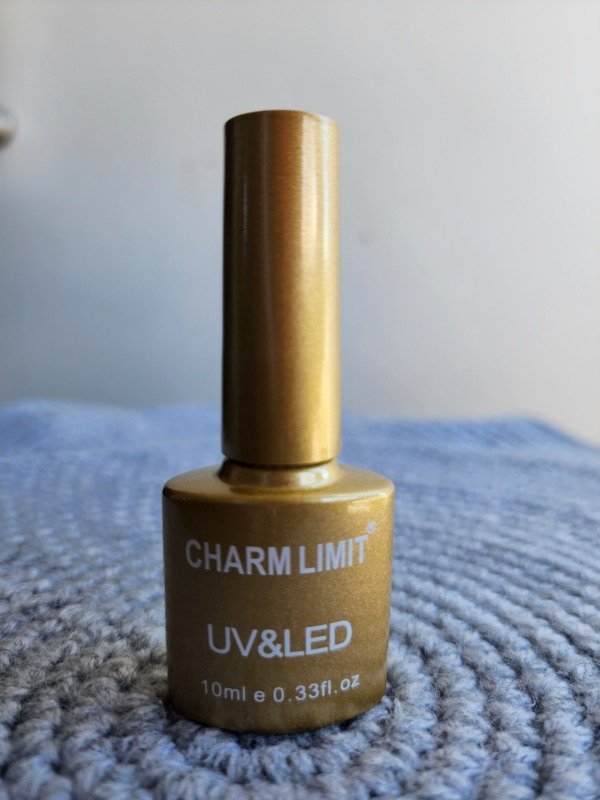 CHARM LIMIT®
UV&LED
10ml e 0.33fl.oz